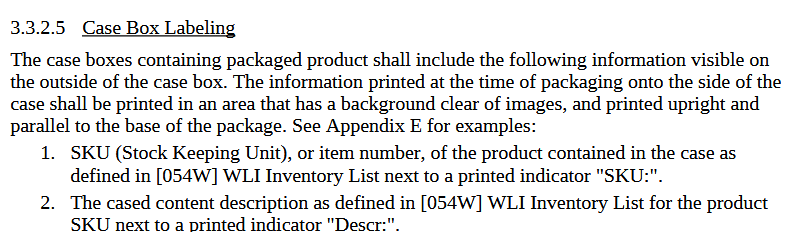 3.3.2.5 Case Box Labeling
The case boxes containing packaged product shall include the following information visible on
the outside of the case box. The information printed at the time of packaging onto the side of the
case shall be printed in an area that has a background clear of images, and printed upright and
parallel to the base of the package. See Appendix E for examples:
1. SKU (Stock Keeping Unit), or item number, of the product contained in the case as
defined in [054W] WLI Inventory List next to a printed indicator "SKU:".
2. The cased content description as defined in [054W] WLI Inventory List for the product
SKU next to a printed indicator "Descr:".